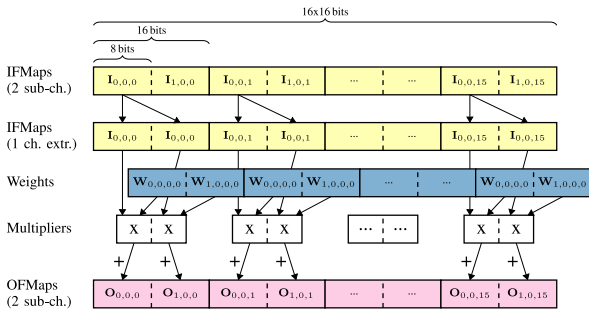 16x16 bits
16 bits
8 bits
IFMaps (2 sub-ch.) I0,0,0 I1,0,0 I0,0,1 I1,0,1 ... ... I0,0,15 I1,0,15
IFMaps (1 ch. extr.) I0,0,0 I0,0,0 I0,0,1 I0,0,1 ... ... I0,0,15 I0,0,15
Weights W0,0,0,0 W1,0,0,0 W0,0,0,0 W1,0,0,0 ... ... W0,0,0,0 W1,0,0,0
Multipliers X X X X ... ... X X
+ + + + + +
OFMaps (2 sub-ch.) O0,0,0 O1,0,0 O0,0,1 O1,0,1 ... ... O0,0,15 O1,0,15